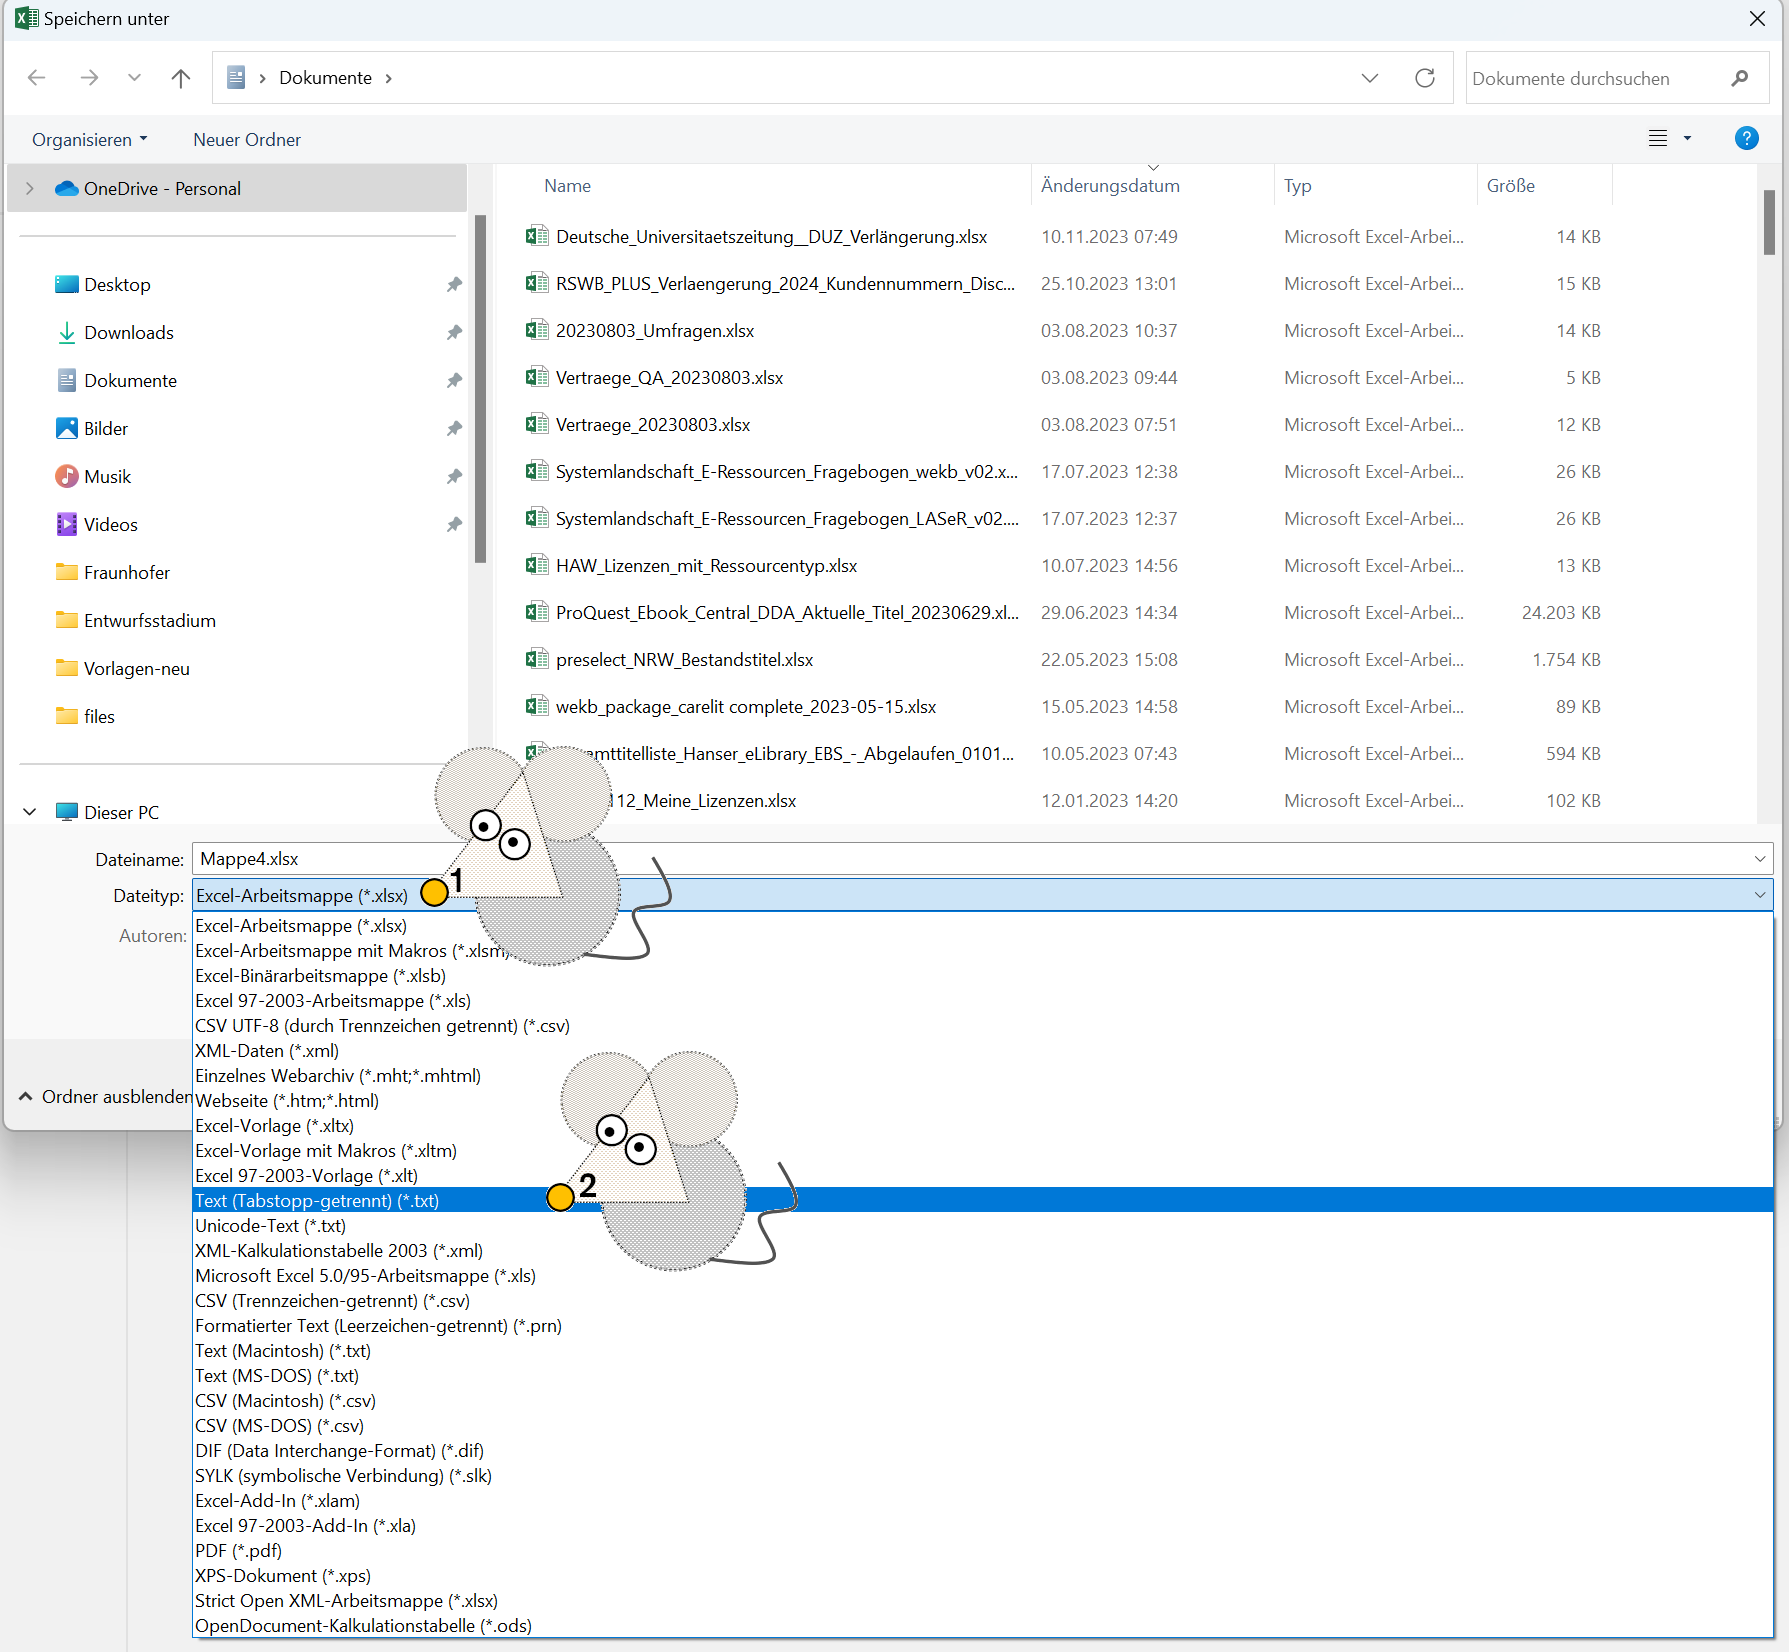 Speichern unter
Dokumente
Dokumente durchsuchen
Organisieren
Neuer Ordner
?
OneDrive - Personal
Desktop
Downloads
Dokumente
Bilder
Musik
Videos
Fraunhofer
Entwurfsstadium
Vorlagen-neu
files
Dieser PC
Name Änderungsdatum Typ Größe
Deutsche_Universitaetszeitung__DUZ_Verlängerung.xlsx 10.11.2023 07:49 Microsoft Excel-Arbei... 14 KB
RSWB_PLUS_Verlaengerung_2024_Kundennummern_Disc... 25.10.2023 13:01 Microsoft Excel-Arbei... 15 KB
20230803_Umfragen.xlsx 03.08.2023 10:37 Microsoft Excel-Arbei... 14 KB
Vertraege_QA_20230803.xlsx 03.08.2023 09:44 Microsoft Excel-Arbei... 5 KB
Vertraege_20230803.xlsx 03.08.2023 07:51 Microsoft Excel-Arbei... 12 KB
Systemlandschaft_E-Ressourcen_Fragebogen_wekb_v02.x... 17.07.2023 12:38 Microsoft Excel-Arbei... 26 KB
Systemlandschaft_E-Ressourcen_Fragebogen_LASeR_v02.... 17.07.2023 12:37 Microsoft Excel-Arbei... 26 KB
HAW_Lizenzen_mit_Ressourcentyp.xlsx 10.07.2023 14:56 Microsoft Excel-Arbei... 13 KB
ProQuest_Ebook_Central_DDA_Aktuelle_Titel_20230629.xl... 29.06.2023 14:34 Microsoft Excel-Arbei... 24.203 KB
preselect_NRW_Bestandstitel.xlsx 22.05.2023 15:08 Microsoft Excel-Arbei... 1.754 KB
wekb_package_carelit complete_2023-05-15.xlsx 15.05.2023 14:58 Microsoft Excel-Arbei... 89 KB
amttitelliste_Hanser_eLibrary_EBS_-_Abgelaufen_0101... 10.05.2023 07:43 Microsoft Excel-Arbei... 594 KB
112_Meine_Lizenzen.xlsx 12.01.2023 14:20 Microsoft Excel-Arbei... 102 KB
Dateiname: Mappe4.xlsx
Dateityp: Excel-Arbeitsmappe (*.xlsx) 1
Autoren:
Excel-Arbeitsmappe (*.xlsx)
Excel-Arbeitsmappe mit Makros (*.xlsm)
Excel-Binärarbeitsmappe (*.xlsb)
Excel 97-2003-Arbeitsmappe (*.xls)
CSV UTF-8 (durch Trennzeichen getrennt) (*.csv)
XML-Daten (*.xml)
Einzelnes Webarchiv (*.mht;*.mhtml)
Ordner ausblenden
Webseite (*.htm;*.html)
Excel-Vorlage (*.xltx)
Excel-Vorlage mit Makros (*.xltm)
Excel 97-2003-Vorlage (*.xlt)
Text (Tabstopp-getrennt) (*.txt) 2
Unicode-Text (*.txt)
XML-Kalkulationstabelle 2003 (*.xml)
Microsoft Excel 5.0/95-Arbeitsmappe (*.xls)
CSV (Trennzeichen-getrennt) (*.csv)
Formatierter Text (Leerzeichen-getrennt) (*.prn)
Text (Macintosh) (*.txt)
Text (MS-DOS) (*.txt)
CSV (Macintosh) (*.csv)
CSV (MS-DOS) (*.csv)
DIF (Data Interchange-Format) (*.dif)
SYLK (symbolische Verbindung) (*.slk)
Excel-Add-In (*.xlam)
Excel 97-2003-Add-In (*.xla)
PDF (*.pdf)
XPS-Dokument (*.xps)
Strict Open XML-Arbeitsmappe (*.xlsx)
OpenDocument-Kalkulationstabelle (*.ods)